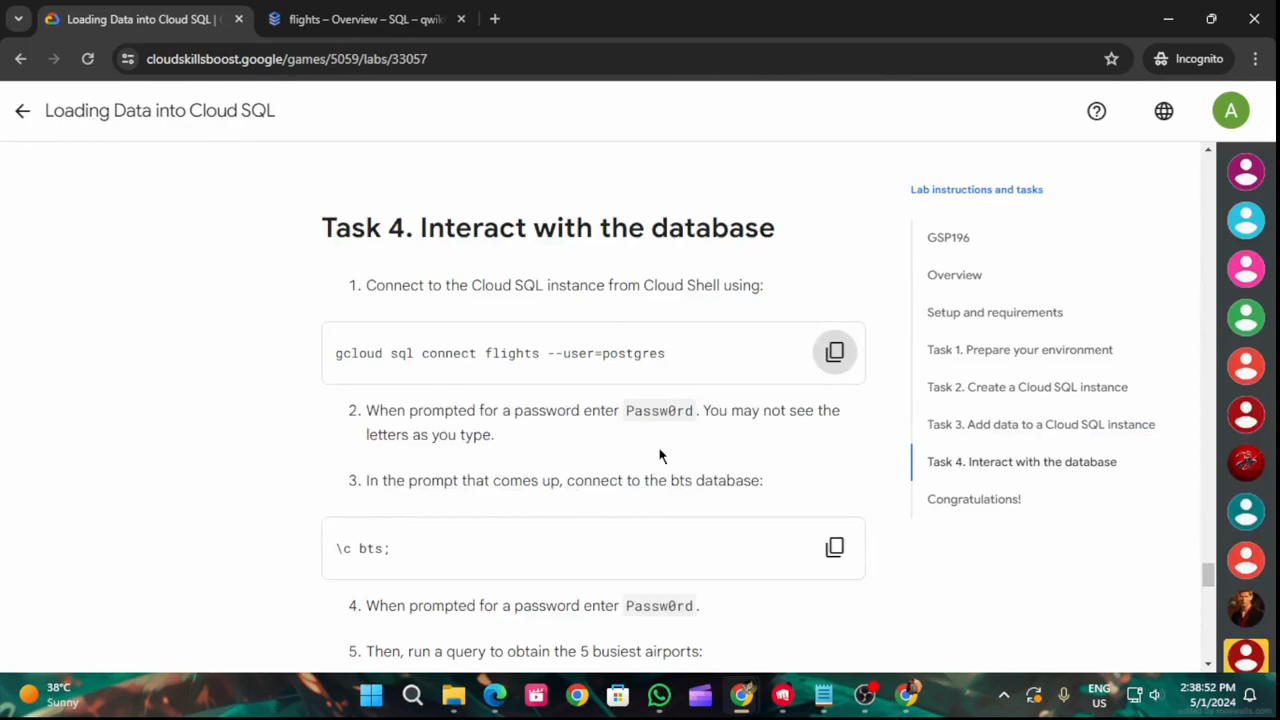 Loading Data into Cloud SQL |
flights – Overview – SQL – qwik
cloudskillsboost.google/games/5059/labs/33057
Incognito
Loading Data into Cloud SQL
A
Lab instructions and tasks
Task 4. Interact with the database
GSP196
1. Connect to the Cloud SQL instance from Cloud Shell using:
Overview
Setup and requirements
gcloud sql connect flights --user=postgres
Task 1. Prepare your environment
Task 2. Create a Cloud SQL instance
2. When prompted for a password enter Passw0rd. You may not see the
letters as you type.
Task 3. Add data to a Cloud SQL instance
Task 4. Interact with the database
3. In the prompt that comes up, connect to the bts database:
Congratulations!
\c bts;
4. When prompted for a password enter Passw0rd.
5. Then, run a query to obtain the 5 busiest airports:
38°C
Sunny
ENG
US
2:38:52 PM
5/1/2024